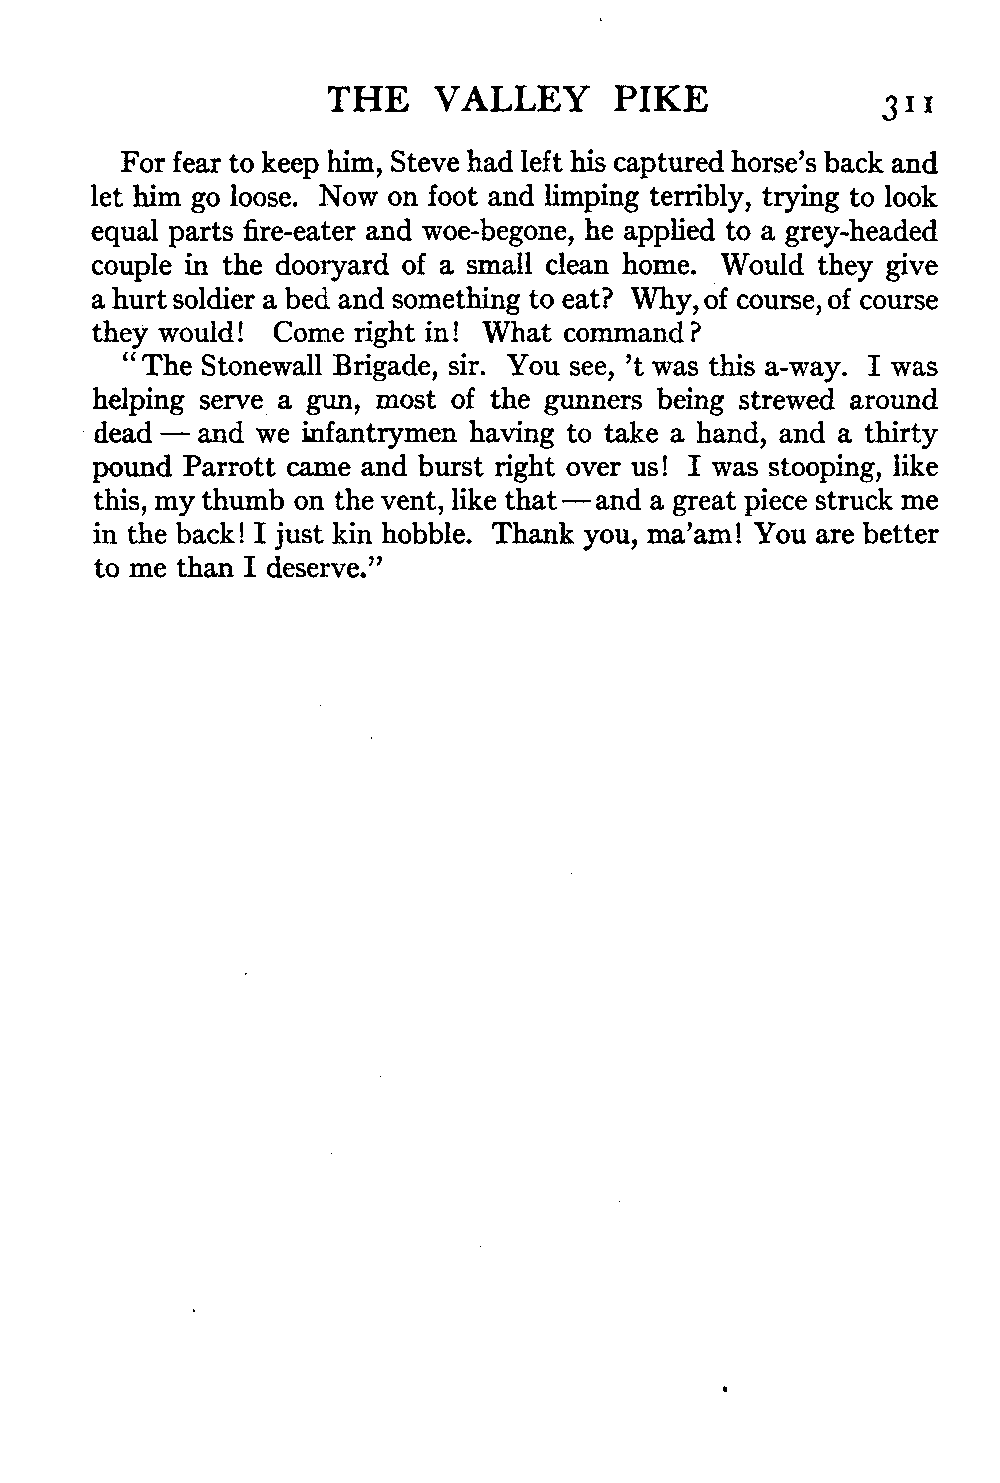 THE VALLEY PIKE 311
For fear to keep him, Steve had left his captured horse's back and
let him go loose. Now on foot and limping terribly, trying to look
equal parts fire-eater and woe-begone, he applied to a grey-headed
couple in the dooryard of a small clean home. Would they give
a hurt soldier a bed and something to eat? Why, of course, of course
they would! Come right in! What command?
"The Stonewall Brigade, sir. You see, 't was this a-way. I was
helping serve a gun, most of the gunners being strewed around
dead — and we infantrymen having to take a hand, and a thirty
pound Parrott came and burst right over us! I was stooping, like
this, my thumb on the vent, like that — and a great piece struck me
in the back! I just kin hobble. Thank you, ma'am! You are better
to me than I deserve."